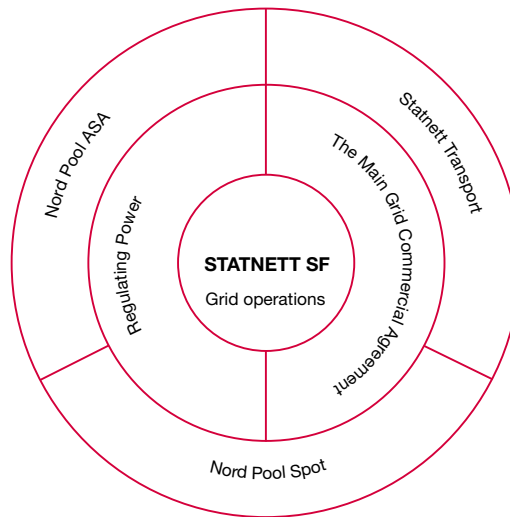 Nord Pool ASA
Statnett Transport
Regulating Power
The Main Grid Commercial Agreement
STATNETT SF
Grid operations
Nord Pool Spot